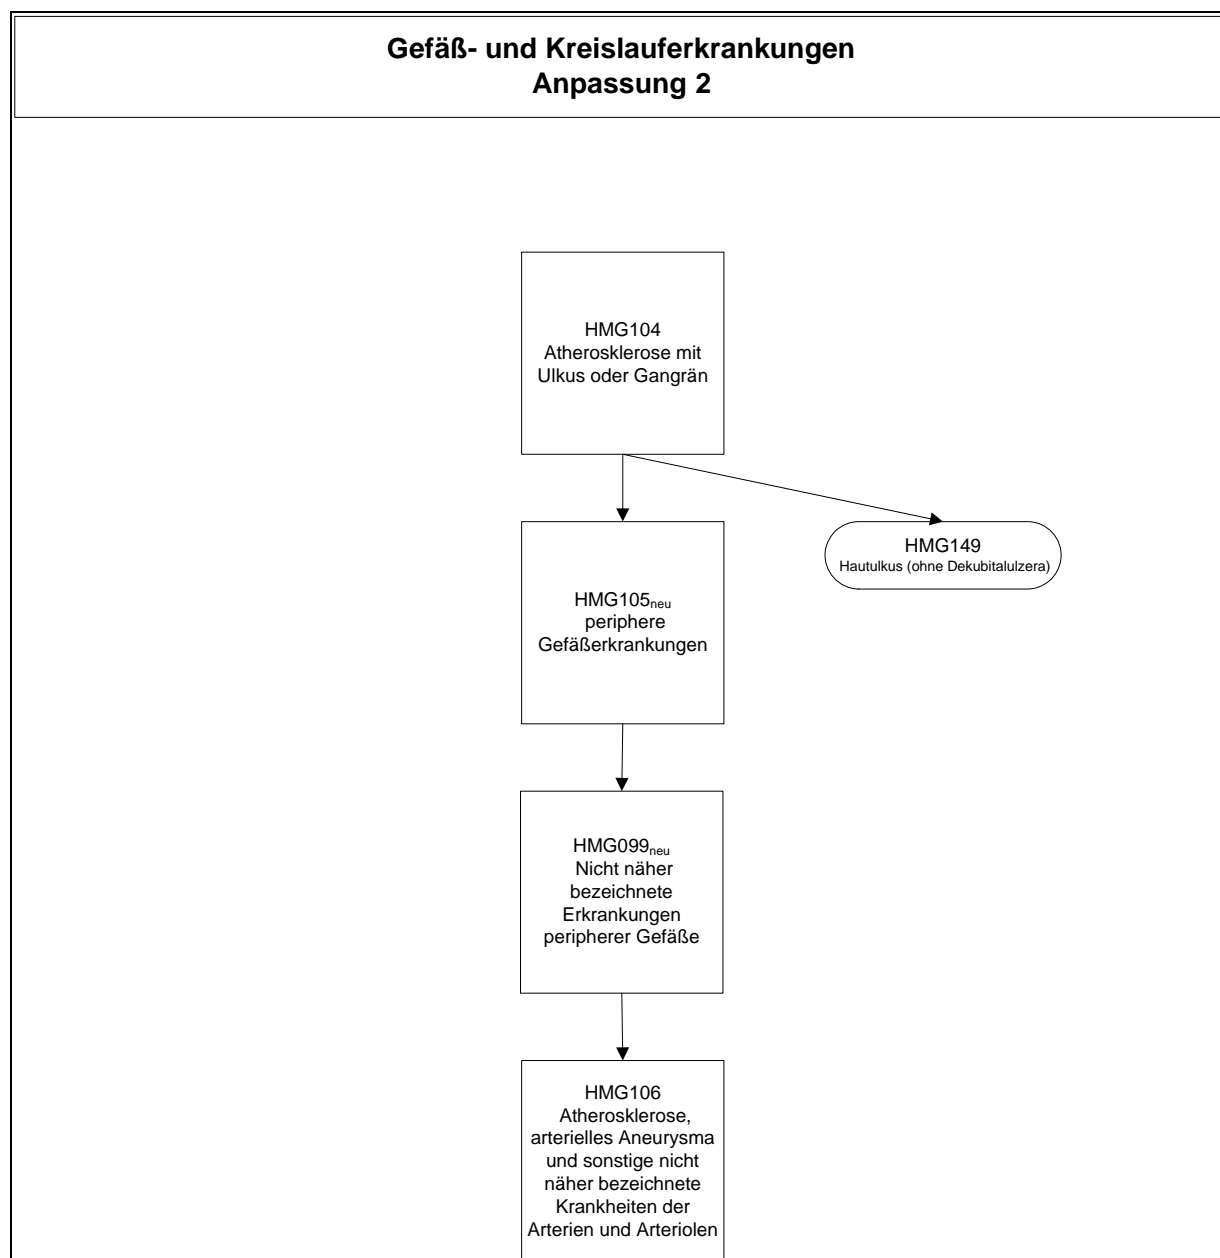 Gefäß- und Kreislauferkrankungen
Anpassung 2
HMG104
Atherosklerose mit
Ulkus oder Gangrän
HMG149
Hautulkus (ohne Dekubitalulzera)
HMG105neu
periphere
Gefäßerkrankungen
HMG099neu
Nicht näher
bezeichnete
Erkrankungen
peripherer Gefäße
HMG106
Atherosklerose,
arterielles Aneurysma
und sonstige nicht
näher bezeichnete
Krankheiten der
Arterien und Arteriolen